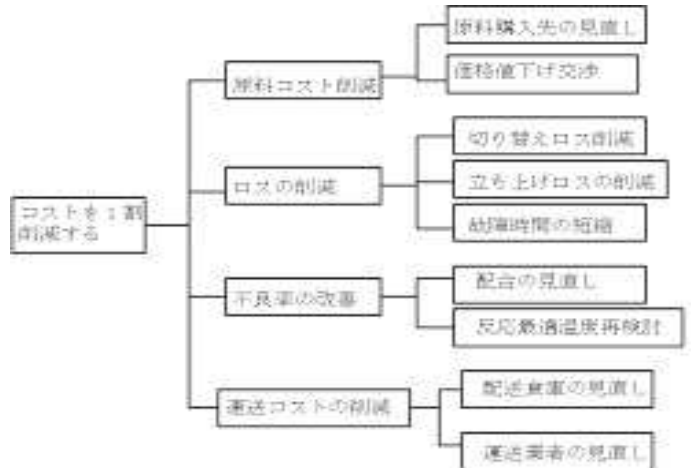 コストを1割
削減する
原料コスト削減
原料購入先の見直し
価格値下げ交渉
ロスの削減
切り替えロス削減
立ち上げロスの削減
故障時間の短縮
不良率の改善
配合の見直し
反応最適温度再検討
運送コストの削減
配送倉庫の見直し
運送業者の見直し